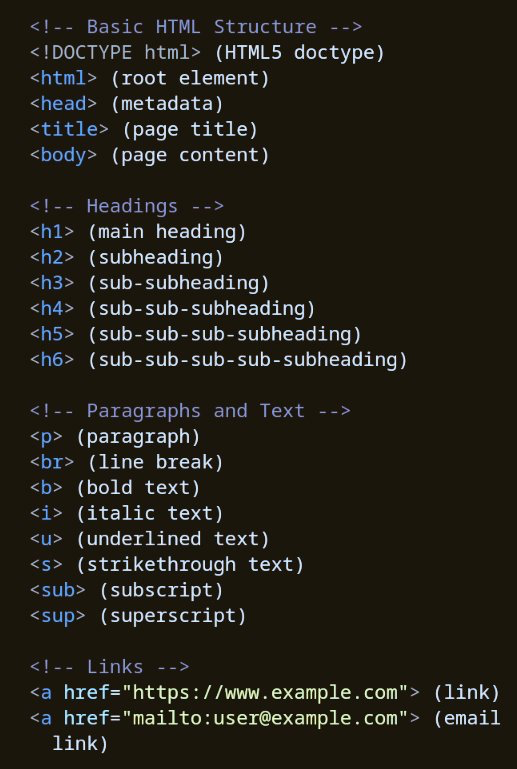 <!-- Basic HTML Structure -->
<!DOCTYPE html> (HTML5 doctype)
<html> (root element)
<head> (metadata)
<title> (page title)
<body> (page content)

<!-- Headings -->
<h1> (main heading)
<h2> (subheading)
<h3> (sub-subheading)
<h4> (sub-sub-subheading)
<h5> (sub-sub-sub-subheading)
<h6> (sub-sub-sub-sub-subheading)

<!-- Paragraphs and Text -->
<p> (paragraph)
<br> (line break)
<b> (bold text)
<i> (italic text)
<u> (underlined text)
<s> (strikethrough text)
<sub> (subscript)
<sup> (superscript)

<!-- Links -->
<a href="https://www.example.com"> (link)
<a href="mailto:user@example.com"> (email
link)